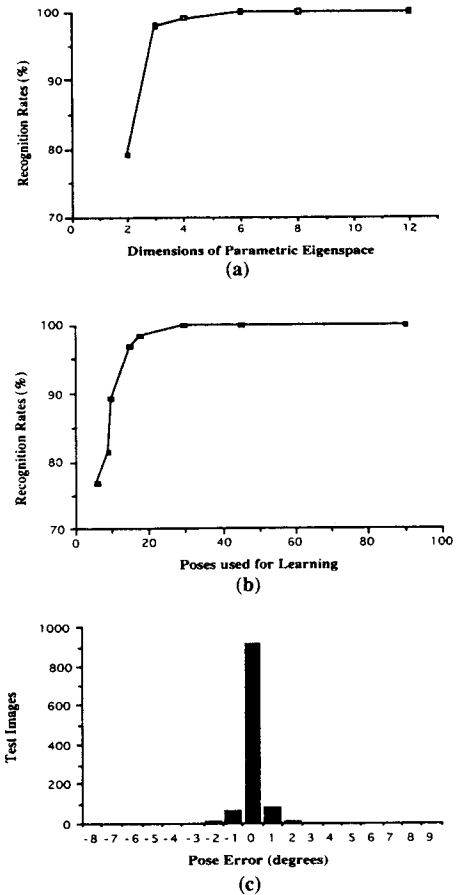 Recognition Rates (%)
100
90
80
70
0 2 4 6 8 10 12
Dimensions of Parametric Eigenspace
(a)
Recognition Rates (%)
100
90
80
70
0 20 40 60 80 100
Poses used for Learning
(b)
Test Images
1000
800
600
400
200
0
-8 -7 -6 -5 -4 -3 -2 -1 0 1 2 3 4 5 6 7 8 9
Pose Error (degrees)
(c)